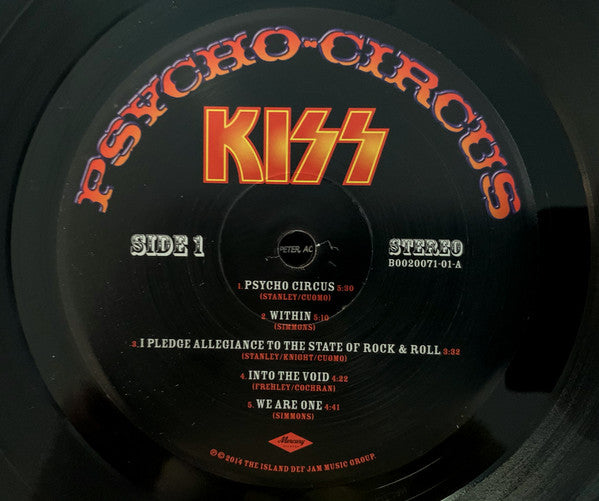 PSYCHO-CIRCUS
KISS
SIDE 1
STEREO
B0020071-01-A
PETER, AC
1. PSYCHO CIRCUS 5:30
(STANLEY/CUOMO)
2. WITHIN 5:10
(SIMMONS)
3. I PLEDGE ALLEGIANCE TO THE STATE OF ROCK & ROLL 3:32
(STANLEY/KNIGHT/CUOMO)
4. INTO THE VOID 4:22
(FREHLEY/COCHRAN)
5. WE ARE ONE 4:41
(SIMMONS)
Mercury
℗©2014 THE ISLAND DEF JAM MUSIC GROUP.